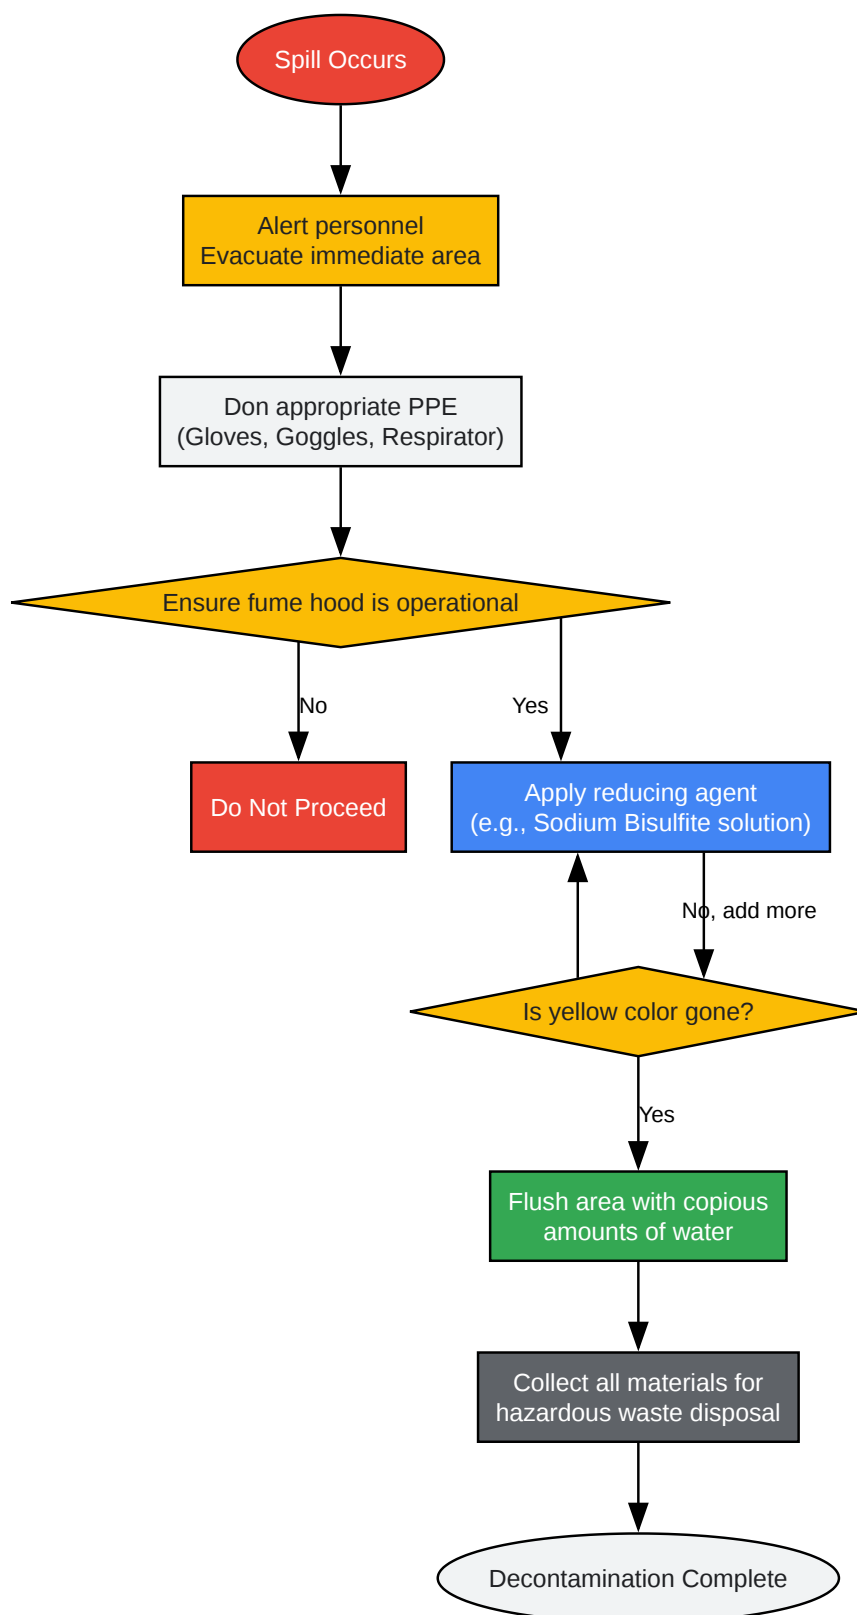 Spill Occurs
Alert personnel
Evacuate immediate area
Don appropriate PPE
(Gloves, Goggles, Respirator)
Ensure fume hood is operational
No
Yes
Do Not Proceed
Apply reducing agent
(e.g., Sodium Bisulfite solution)
No, add more
Is yellow color gone?
Yes
Flush area with copious
amounts of water
Collect all materials for
hazardous waste disposal
Decontamination Complete